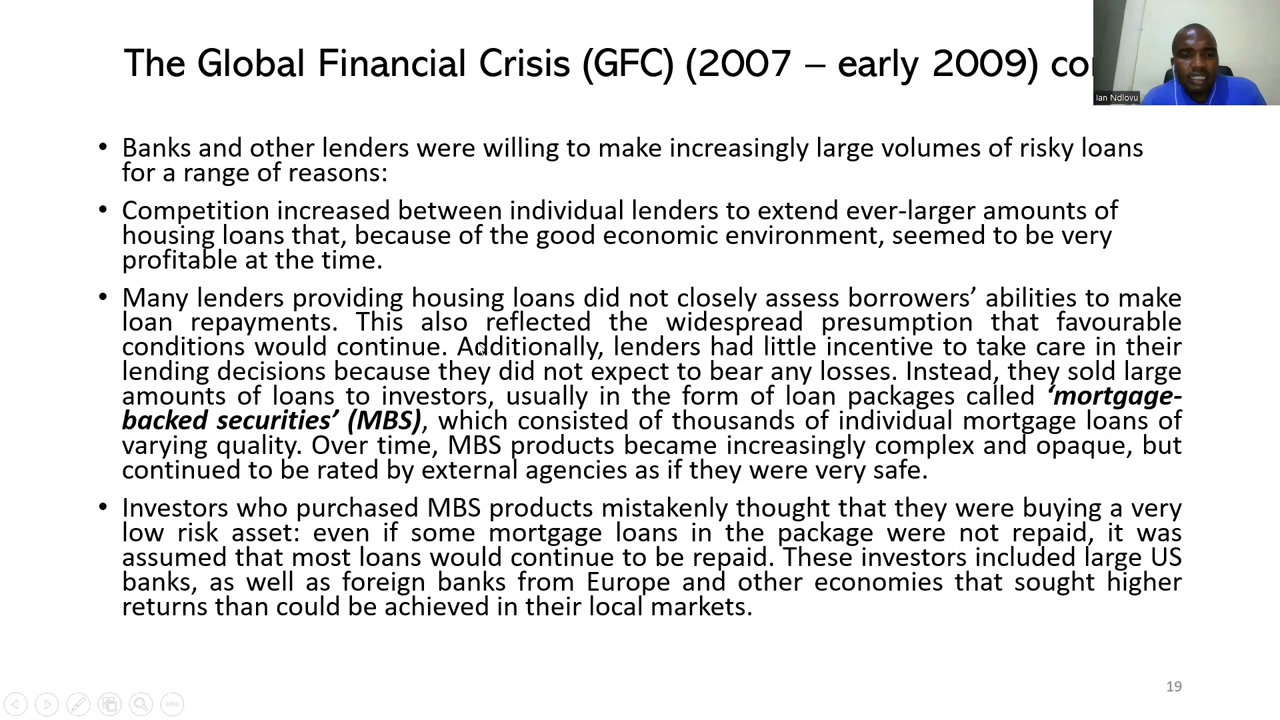 The Global Financial Crisis (GFC) (2007 – early 2009) co
Ian Ndlovu
• Banks and other lenders were willing to make increasingly large volumes of risky loans
for a range of reasons:
• Competition increased between individual lenders to extend ever-larger amounts of
housing loans that, because of the good economic environment, seemed to be very
profitable at the time.
• Many lenders providing housing loans did not closely assess borrowers’ abilities to make
loan repayments. This also reflected the widespread presumption that favourable
conditions would continue. Additionally, lenders had little incentive to take care in their
lending decisions because they did not expect to bear any losses. Instead, they sold large
amounts of loans to investors, usually in the form of loan packages called ‘mortgage-
backed securities’ (MBS), which consisted of thousands of individual mortgage loans of
varying quality. Over time, MBS products became increasingly complex and opaque, but
continued to be rated by external agencies as if they were very safe.
• Investors who purchased MBS products mistakenly thought that they were buying a very
low risk asset: even if some mortgage loans in the package were not repaid, it was
assumed that most loans would continue to be repaid. These investors included large US
banks, as well as foreign banks from Europe and other economies that sought higher
returns than could be achieved in their local markets.
19